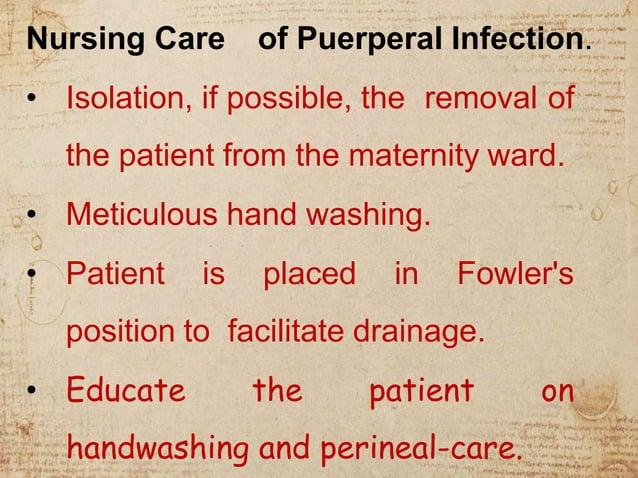 Nursing Care of Puerperal Infection.
• Isolation, if possible, the removal of
the patient from the maternity ward.
• Meticulous hand washing.
• Patient is placed in Fowler's
position to facilitate drainage.
• Educate the patient on
handwashing and perineal-care.